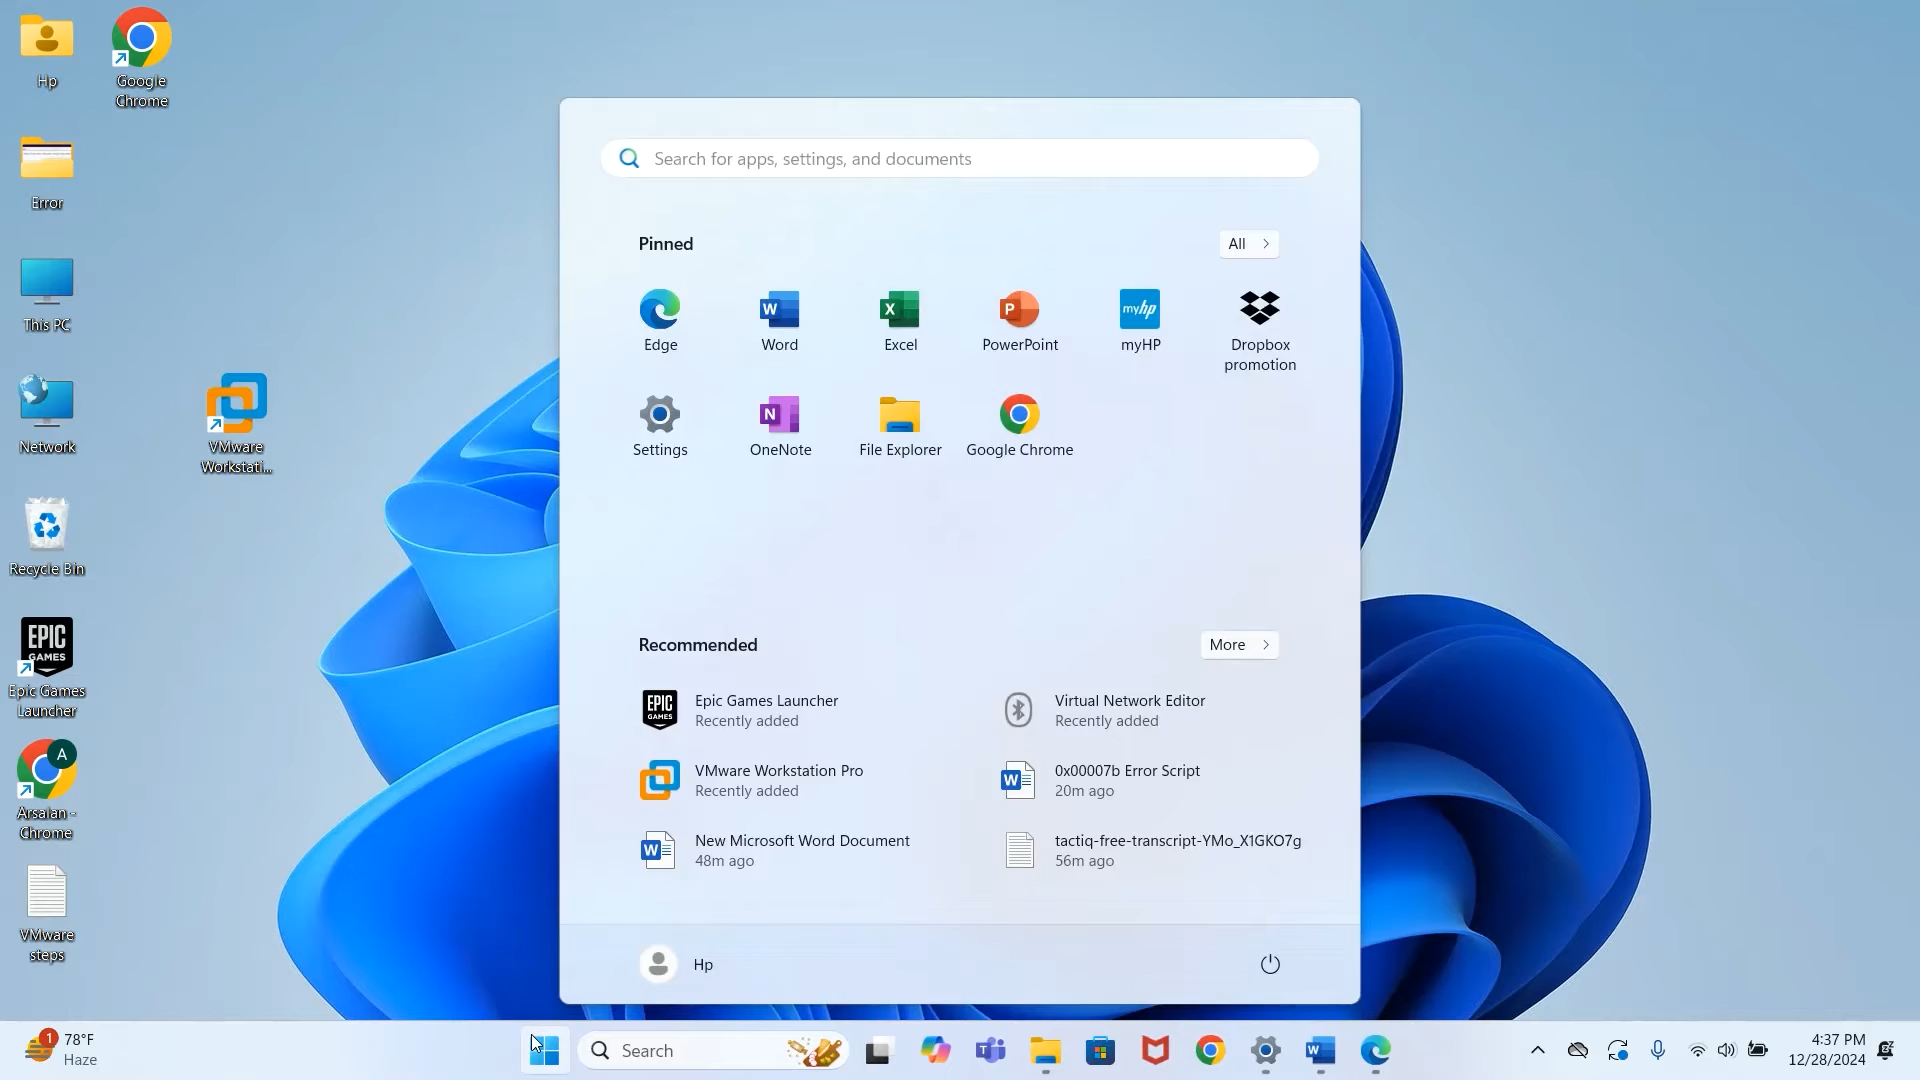 Hp
Google
Chrome
Error
This PC
Network
VMware
Workstati...
Recycle Bin
EPIC
GAMES
Epic Games
Launcher
A
Arsalan -
Chrome
VMware
steps
Search for apps, settings, and documents
Pinned
All
Edge
W
Word
X
Excel
P
PowerPoint
myhp
myHP
Dropbox
promotion
Settings
N
OneNote
File Explorer
Google Chrome
Recommended
More
EPIC
GAMES
Epic Games Launcher
Recently added
Virtual Network Editor
Recently added
VMware Workstation Pro
Recently added
W
0x00007b Error Script
20m ago
W
New Microsoft Word Document
48m ago
tactiq-free-transcript-YMo_X1GKO7g
56m ago
Hp
1
78°F
Haze
Search
T
W
4:37 PM
12/28/2024